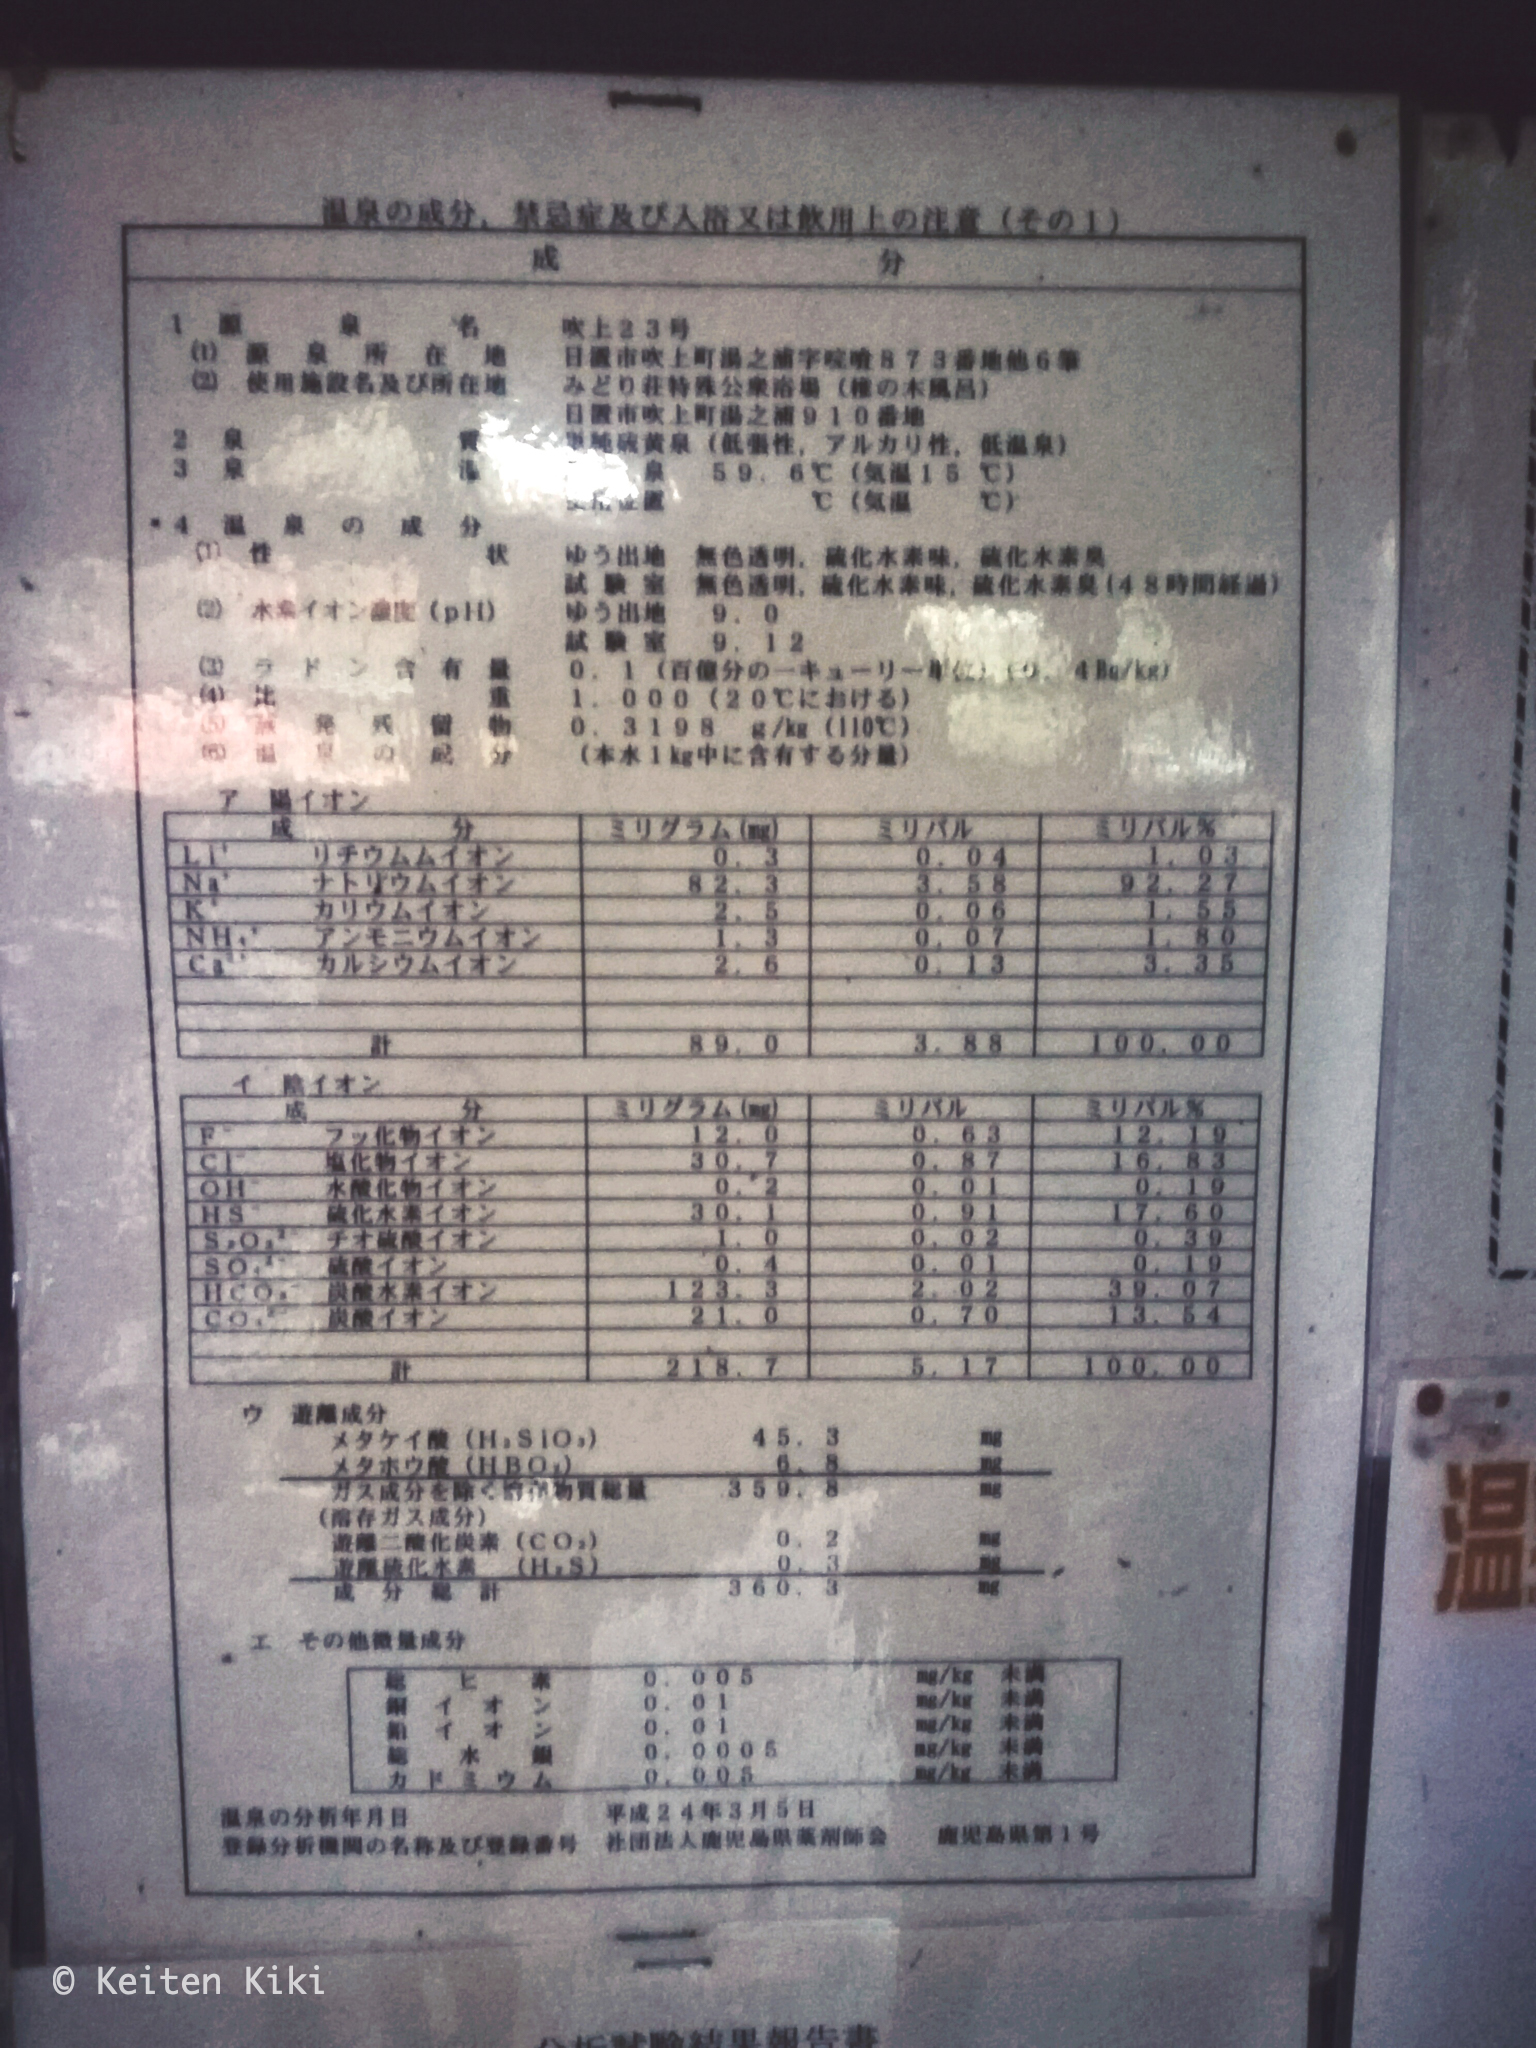 温泉の成分，禁忌症及び入浴又は飲用上の注意（その１）
成　分
１　源泉名　吹上２３号
⑴　源泉所在地　日置市吹上町湯之浦字 ８７３番地他６筆
⑵　使用施設名及び所在地　みどり荘特殊公衆浴場（椎の木風呂）
日置市吹上町湯之浦９１０番地
２　泉質　単純硫黄泉（低張性，アルカリ性，低温泉）
３　泉温　泉　５９．６℃（気温１５℃）
使用位置　℃（気温　℃）
４　温泉の成分
⑴　性状　ゆう出地　無色透明，硫化水素味，硫化水素臭
試験室　無色透明，硫化水素味，硫化水素臭（４８時間経過）
⑵　水素イオン濃度（ｐＨ）　ゆう出地　９．０
試験室　９．１２
⑶　ラドン含有量　０．１（百億分の一キューリー単位）（０．４Bq/kg）
⑷　比重　１．０００（２０℃における）
⑸　蒸発残留物　０．３１９８　g/kg（110℃）
⑹　温泉の成分　（本水１kg中に含有する分量）
ア　陽イオン
成分　ミリグラム(mg)　ミリバル　ミリバル％
Li⁺　リチウムムイオン　０．３　０．０４　１．０３
Na⁺　ナトリウムイオン　８２．３　３．５８　９２．２７
K⁺　カリウムイオン　２．５　０．０６　１．５５
NH₄⁺　アンモニウムイオン　１．３　０．０７　１．８０
Ca²⁺　カルシウムイオン　２．６　０．１３　３．３５
計　８９．０　３．８８　１００．００
イ　陰イオン
成分　ミリグラム(mg)　ミリバル　ミリバル％
F⁻　フッ化物イオン　１２．０　０．６３　１２．１９
Cl⁻　塩化物イオン　３０．７　０．８７　１６．８３
OH⁻　水酸化物イオン　０．２　０．０１　０．１９
HS⁻　硫化水素イオン　３０．１　０．９１　１７．６０
S₂O₃²⁻　チオ硫酸イオン　１．０　０．０２　０．３９
SO₄²⁻　硫酸イオン　０．４　０．０１　０．１９
HCO₃⁻　炭酸水素イオン　１２３．３　２．０２　３９．０７
CO₃²⁻　炭酸イオン　２１．０　０．７０　１３．５４
計　２１８．７　５．１７　１００．００
ウ　遊離成分
メタケイ酸（H₂SiO₃）　４５．３　mg
メタホウ酸（HBO₂）　６．８　mg
ガス成分を除く溶存物質総量　３５９．８　mg
（溶存ガス成分）
遊離二酸化炭素（CO₂）　０．２　mg
遊離硫化水素　（H₂S）　０．３　mg
成分総計　３６０．３　mg
エ　その他微量成分
総ヒ素　０．００５　mg/kg　未満
銅イオン　０．０１　mg/kg　未満
鉛イオン　０．０１　mg/kg　未満
総水銀　０．０００５　mg/kg　未満
カドミウム　０．００５　mg/kg　未満
温泉の分析年月日　平成２４年３月５日
登録分析機関の名称及び登録番号　社団法人鹿児島県薬剤師会　鹿児島県第１号
分析試験結果報告書
温
© Keiten Kiki